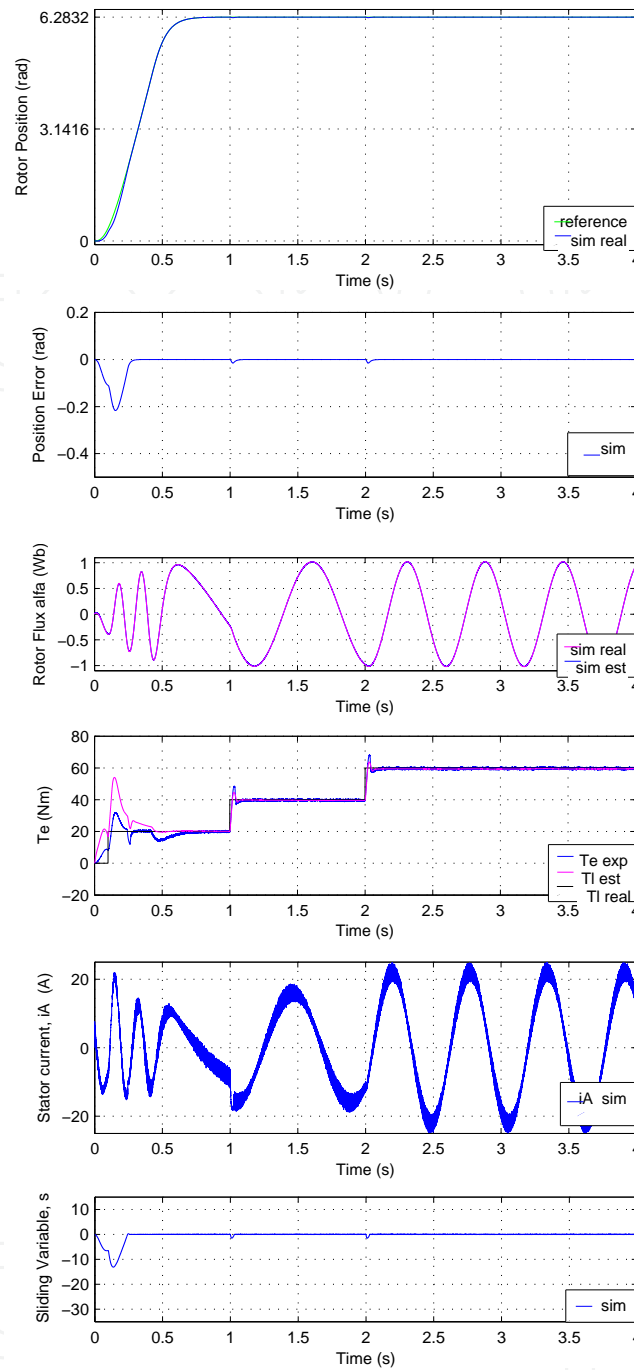 6.2832
3.1416
0
Rotor Position (rad)
reference
sim real
0 0.5 1 1.5 2 2.5 3 3.5 4
Time (s)
0.2
0
−0.2
−0.4
Position Error (rad)
sim
0 0.5 1 1.5 2 2.5 3 3.5 4
Time (s)
1
0.5
0
−0.5
−1
Rotor Flux alfa (Wb)
sim real
sim est
0 0.5 1 1.5 2 2.5 3 3.5 4
Time (s)
80
60
40
20
0
−20
Te (Nm)
Te exp
Tl est
Tl real
0 0.5 1 1.5 2 2.5 3 3.5 4
Time (s)
20
0
−20
Stator current, iA (A)
iA sim
0 0.5 1 1.5 2 2.5 3 3.5 4
Time (s)
10
0
−10
−20
−30
Sliding Variable, s
sim
0 0.5 1 1.5 2 2.5 3 3.5 4
Time (s)